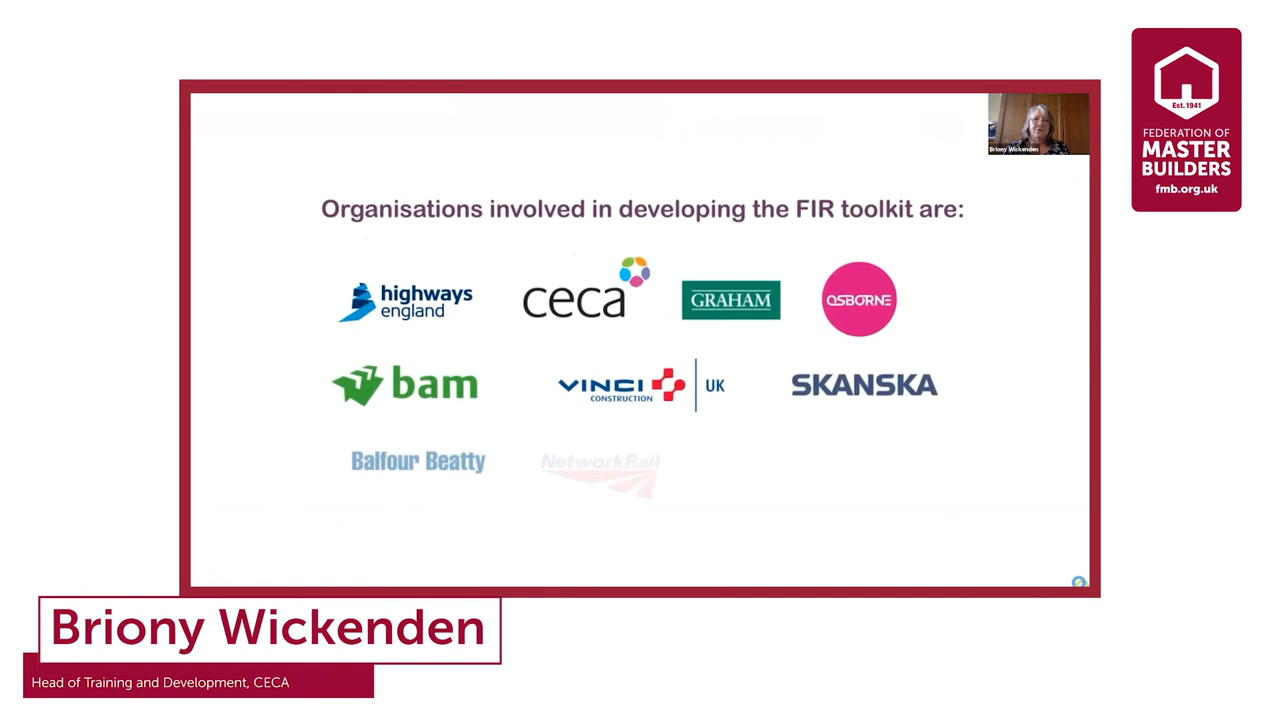 Est. 1941
FEDERATION OF
MASTER
BUILDERS
fmb.org.uk
Briony Wickenden
Organisations involved in developing the FIR toolkit are:
highways
england
ceca
GRAHAM
OSBORNE
bam
VINCI
CONSTRUCTION
UK
SKANSKA
Balfour Beatty
NetworkRail
Briony Wickenden
Head of Training and Development, CECA